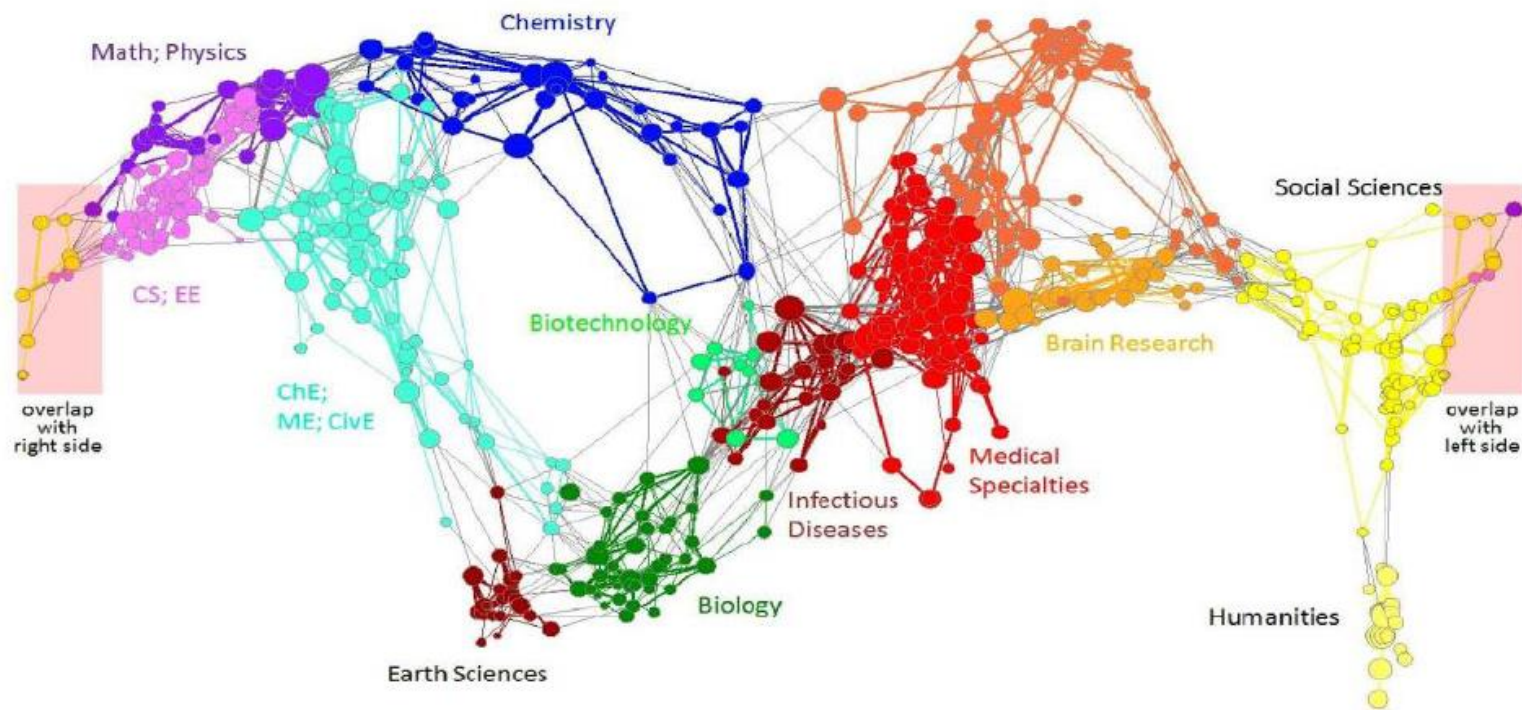 Chemistry
Math; Physics
Social Sciences
CS; EE
Biotechnology
Brain Research
ChE;
ME; CivE
overlap
with
right side
overlap
with
left side
Medical
Specialties
Infectious
Diseases
Biology
Humanities
Earth Sciences